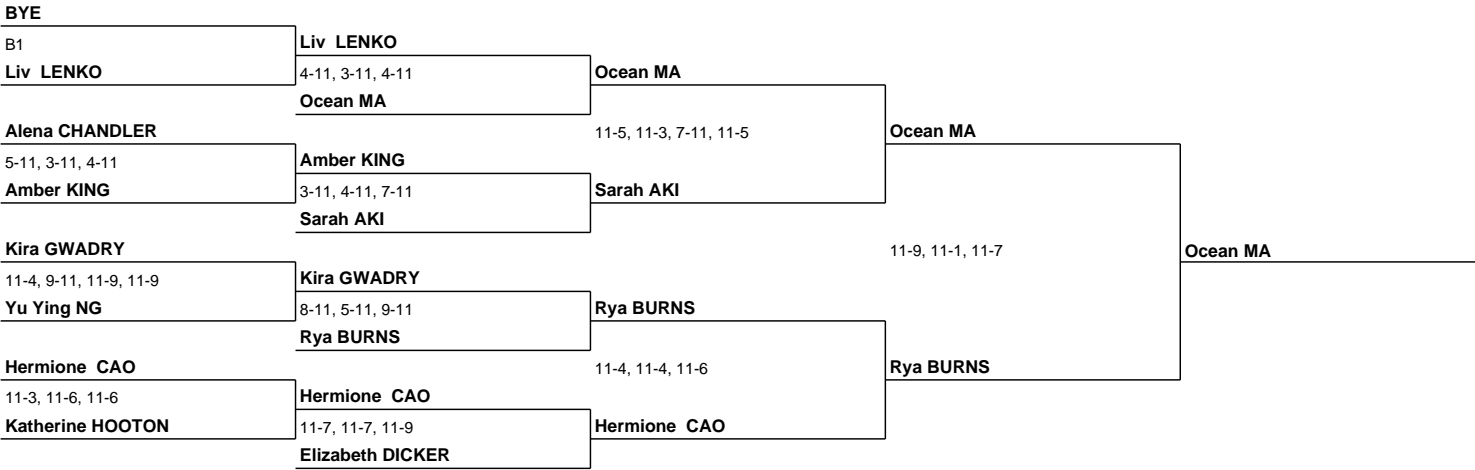 BYE
B1
Liv LENKO
Liv LENKO
4-11, 3-11, 4-11
Ocean MA
Ocean MA
Alena CHANDLER
5-11, 3-11, 4-11
Amber KING
Amber KING
3-11, 4-11, 7-11
Sarah AKI
Sarah AKI
11-5, 11-3, 7-11, 11-5
Ocean MA
Kira GWADRY
11-4, 9-11, 11-9, 11-9
Yu Ying NG
Kira GWADRY
8-11, 5-11, 9-11
Rya BURNS
Rya BURNS
Hermione CAO
11-3, 11-6, 11-6
Katherine HOOTON
Hermione CAO
11-7, 11-7, 11-9
Elizabeth DICKER
Hermione CAO
11-4, 11-4, 11-6
Rya BURNS
11-9, 11-1, 11-7
Ocean MA